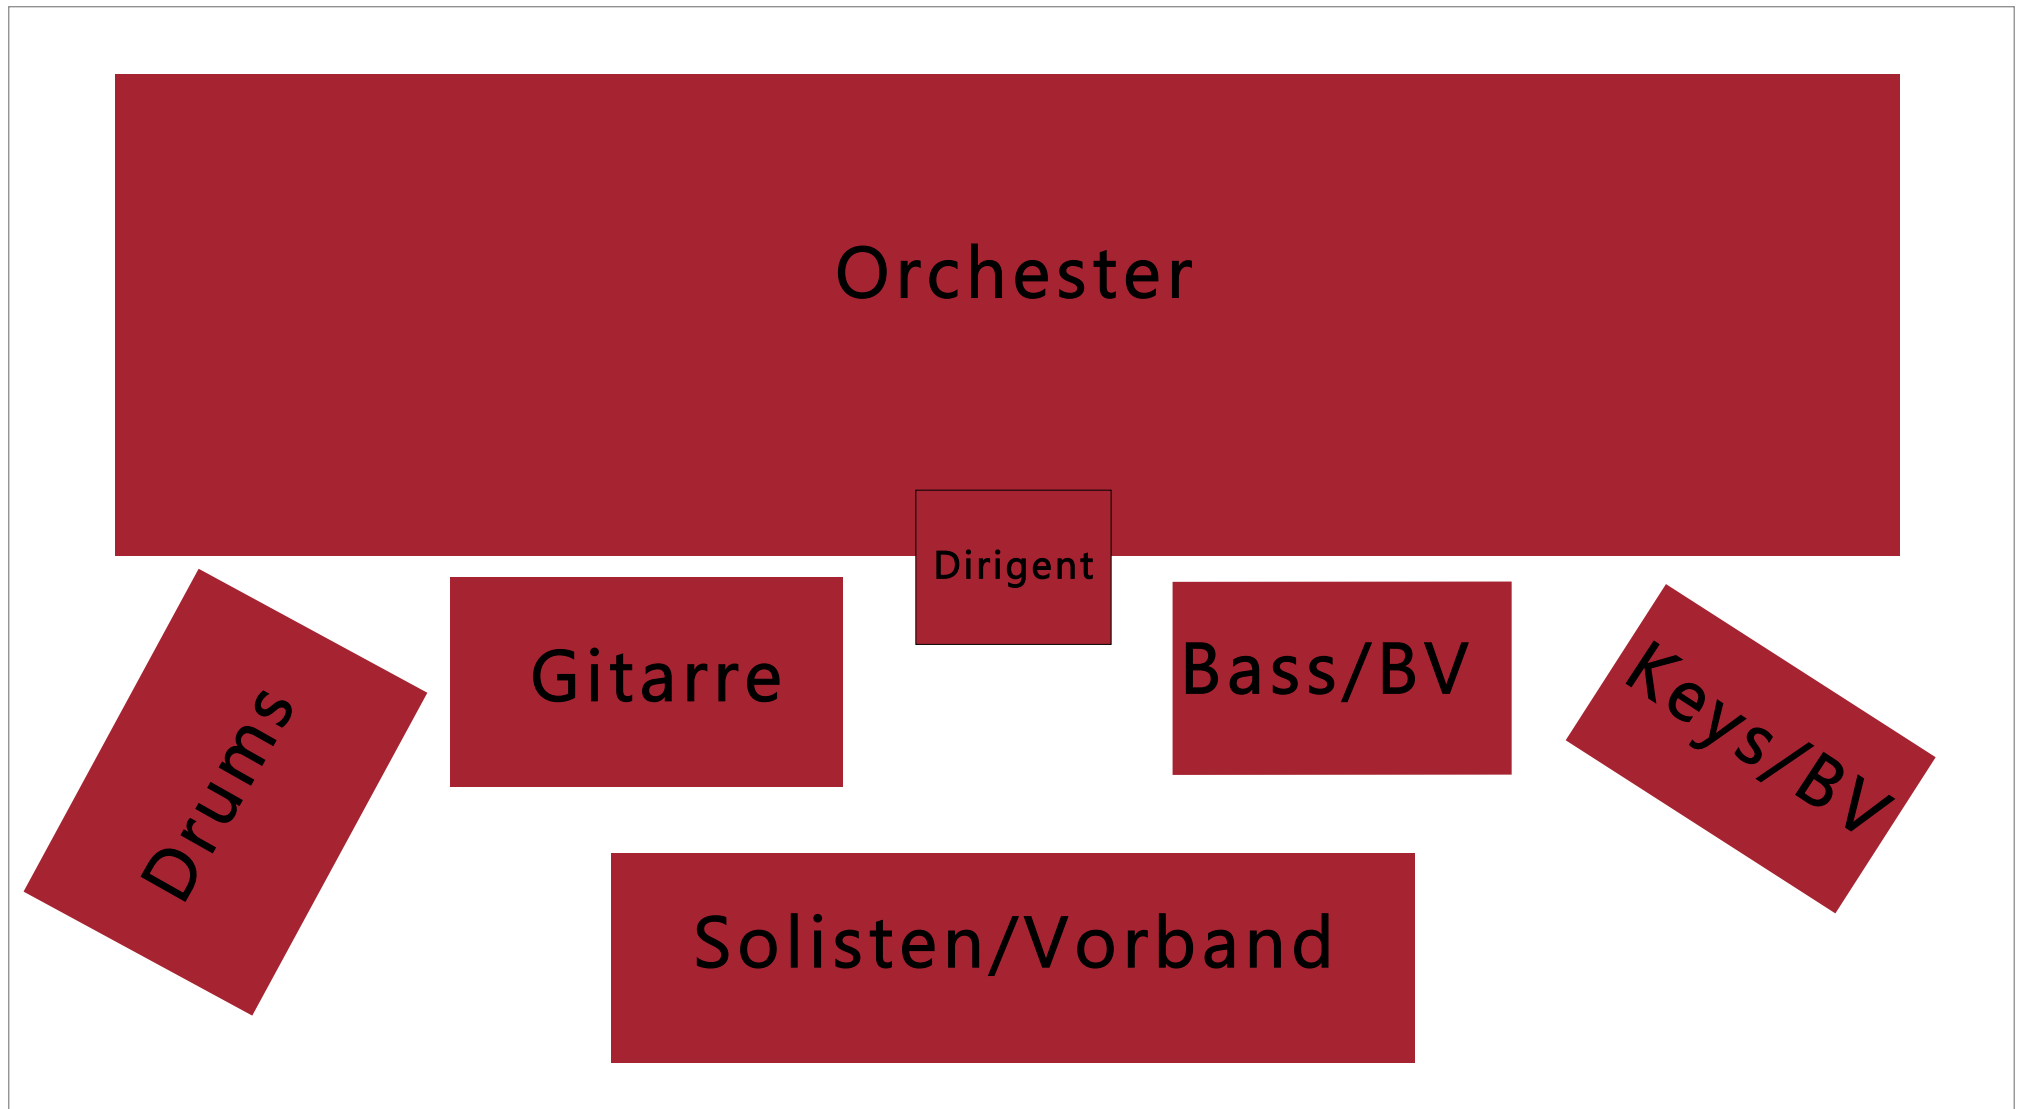 Orchester
Dirigent
Drums
Gitarre
Bass/BV
Keys/BV
Solisten/Vorband